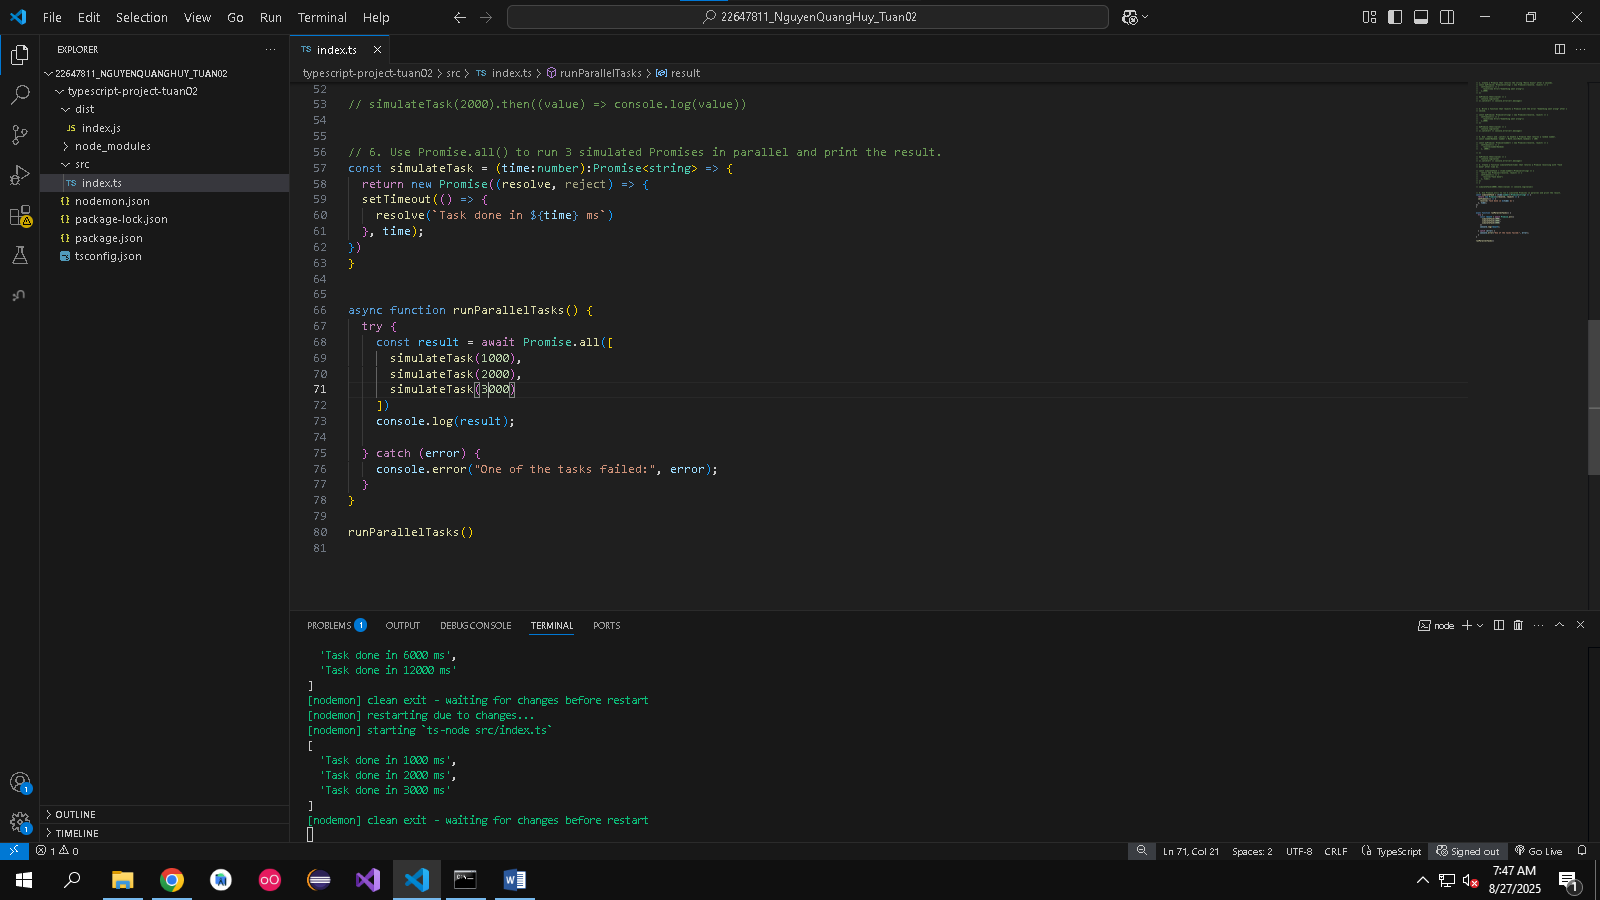 File Edit Selection View Go Run Terminal Help
22647811_NguyenQuangHuy_Tuan02
EXPLORER
22647811_NGUYENQUANGHUY_TUAN02
typescript-project-tuan02
dist
JS index.js
node_modules
src
TS index.ts
{} nodemon.json
{} package-lock.json
{} package.json
tsconfig.json
OUTLINE
TIMELINE
TS index.ts
typescript-project-tuan02 > src > TS index.ts > runParallelTasks > result
52
53 // simulateTask(2000).then((value) => console.log(value))
54
55
56 // 6. Use Promise.all() to run 3 simulated Promises in parallel and print the result.
57 const simulateTask = (time:number):Promise<string> => {
58 return new Promise((resolve, reject) => {
59 setTimeout(() => {
60 resolve(`Task done in ${time} ms`)
61 }, time);
62 })
63 }
64
65
66 async function runParallelTasks() {
67 try {
68 const result = await Promise.all([
69 simulateTask(1000),
70 simulateTask(2000),
71 simulateTask(3000)
72 ])
73 console.log(result);
74
75 } catch (error) {
76 console.error("One of the tasks failed:", error);
77 }
78 }
79
80 runParallelTasks()
81
PROBLEMS 1 OUTPUT DEBUG CONSOLE TERMINAL PORTS
node
'Task done in 6000 ms',
'Task done in 12000 ms'
]
[nodemon] clean exit - waiting for changes before restart
[nodemon] restarting due to changes...
[nodemon] starting `ts-node src/index.ts`
[
'Task done in 1000 ms',
'Task done in 2000 ms',
'Task done in 3000 ms'
]
[nodemon] clean exit - waiting for changes before restart
1
1
1 0
Ln 71, Col 21 Spaces: 2 UTF-8 CRLF TypeScript Signed out Go Live
7:47 AM
8/27/2025
1